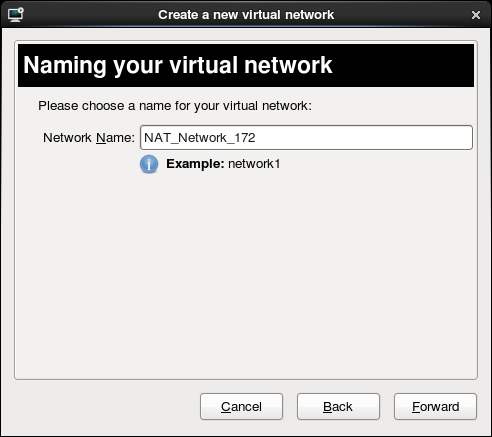 Create a new virtual network
Naming your virtual network
Please choose a name for your virtual network:
Network Name: NAT_Network_172
Example: network1
Cancel Back Forward